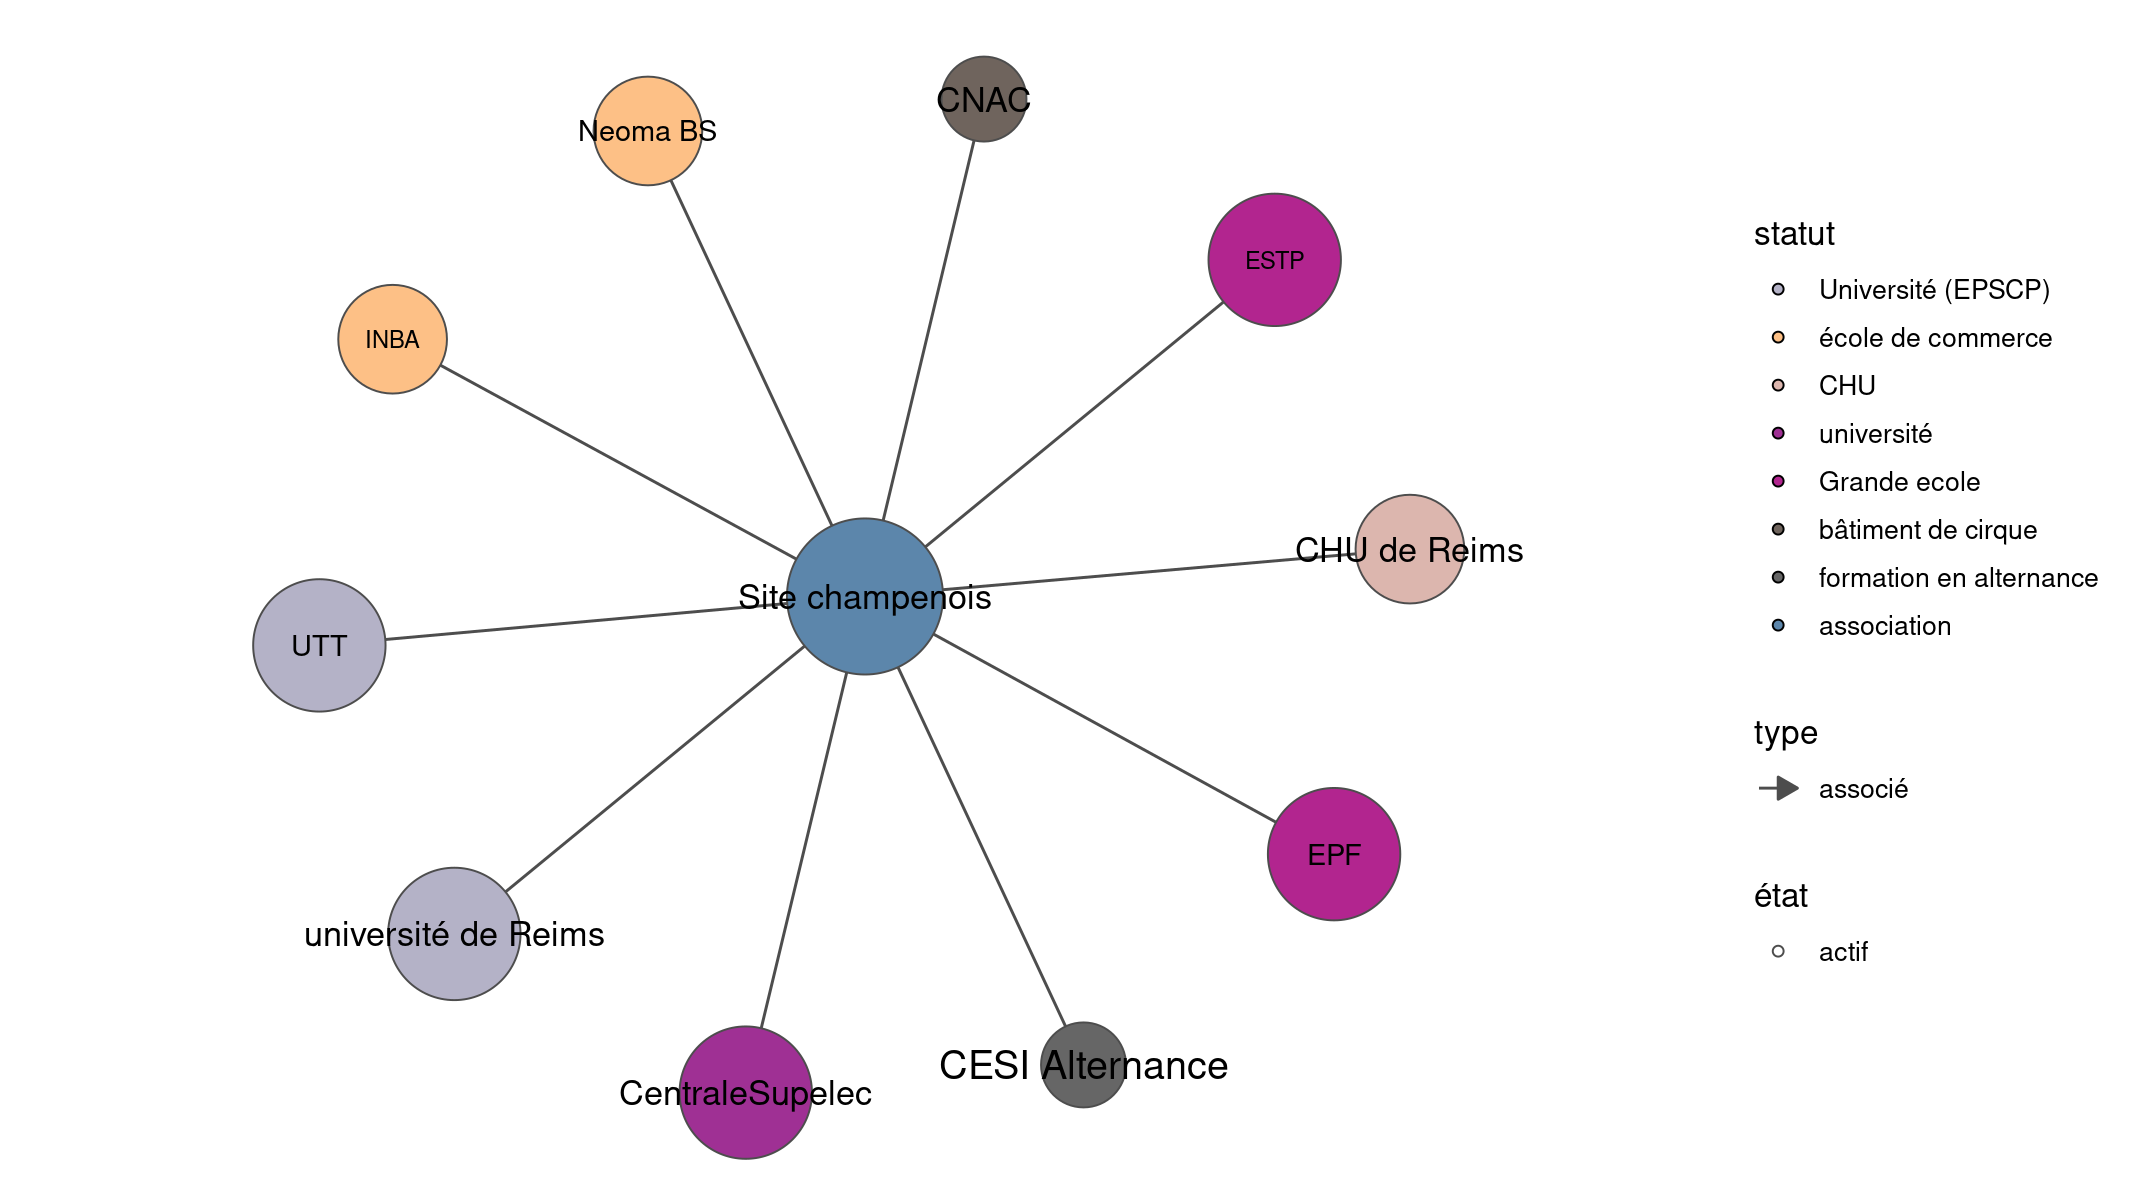 CNAC
Neoma BS
ESTP
INBA
CHU de Reims
Site champenois
UTT
EPF
université de Reims
CESI Alternance
CentraleSupelec
statut
Université (EPSCP)
école de commerce
CHU
université
Grande ecole
bâtiment de cirque
formation en alternance
association
type
associé
état
actif